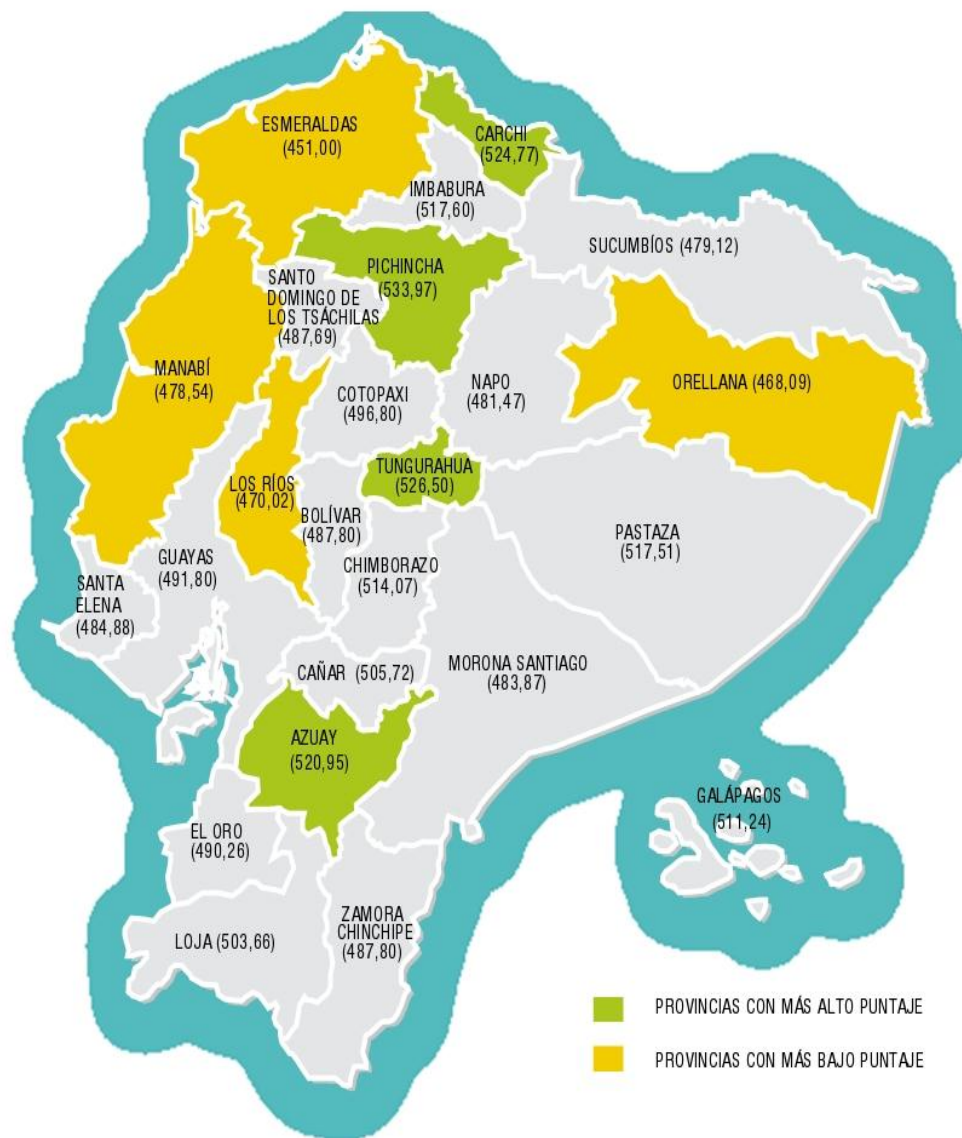 ESMERALDAS
(451,00)
CARCHI
(524,77)
IMBABURA
(517,60)
SUCUMBÍOS (479,12)
PICHINCHA
(533,97)
SANTO
DOMINGO DE
LOS TSÁCHILAS
(487,69)
MANABÍ
(478,54)
COTOPAXI
(496,80)
NAPO
(481,47)
ORELLANA (468,09)
TUNGURAHUA
(526,50)
LOS RÍOS
(470,02)
BOLÍVAR
(487,80)
PASTAZA
(517,51)
GUAYAS
(491,80)
CHIMBORAZO
(514,07)
SANTA
ELENA
(484,88)
CAÑAR (505,72)
MORONA SANTIAGO
(483,87)
AZUAY
(520,95)
GALÁPAGOS
(511,24)
EL ORO
(490,26)
ZAMORA
CHINCHIPE
(487,80)
LOJA (503,66)
PROVINCIAS CON MÁS ALTO PUNTAJE
PROVINCIAS CON MÁS BAJO PUNTAJE